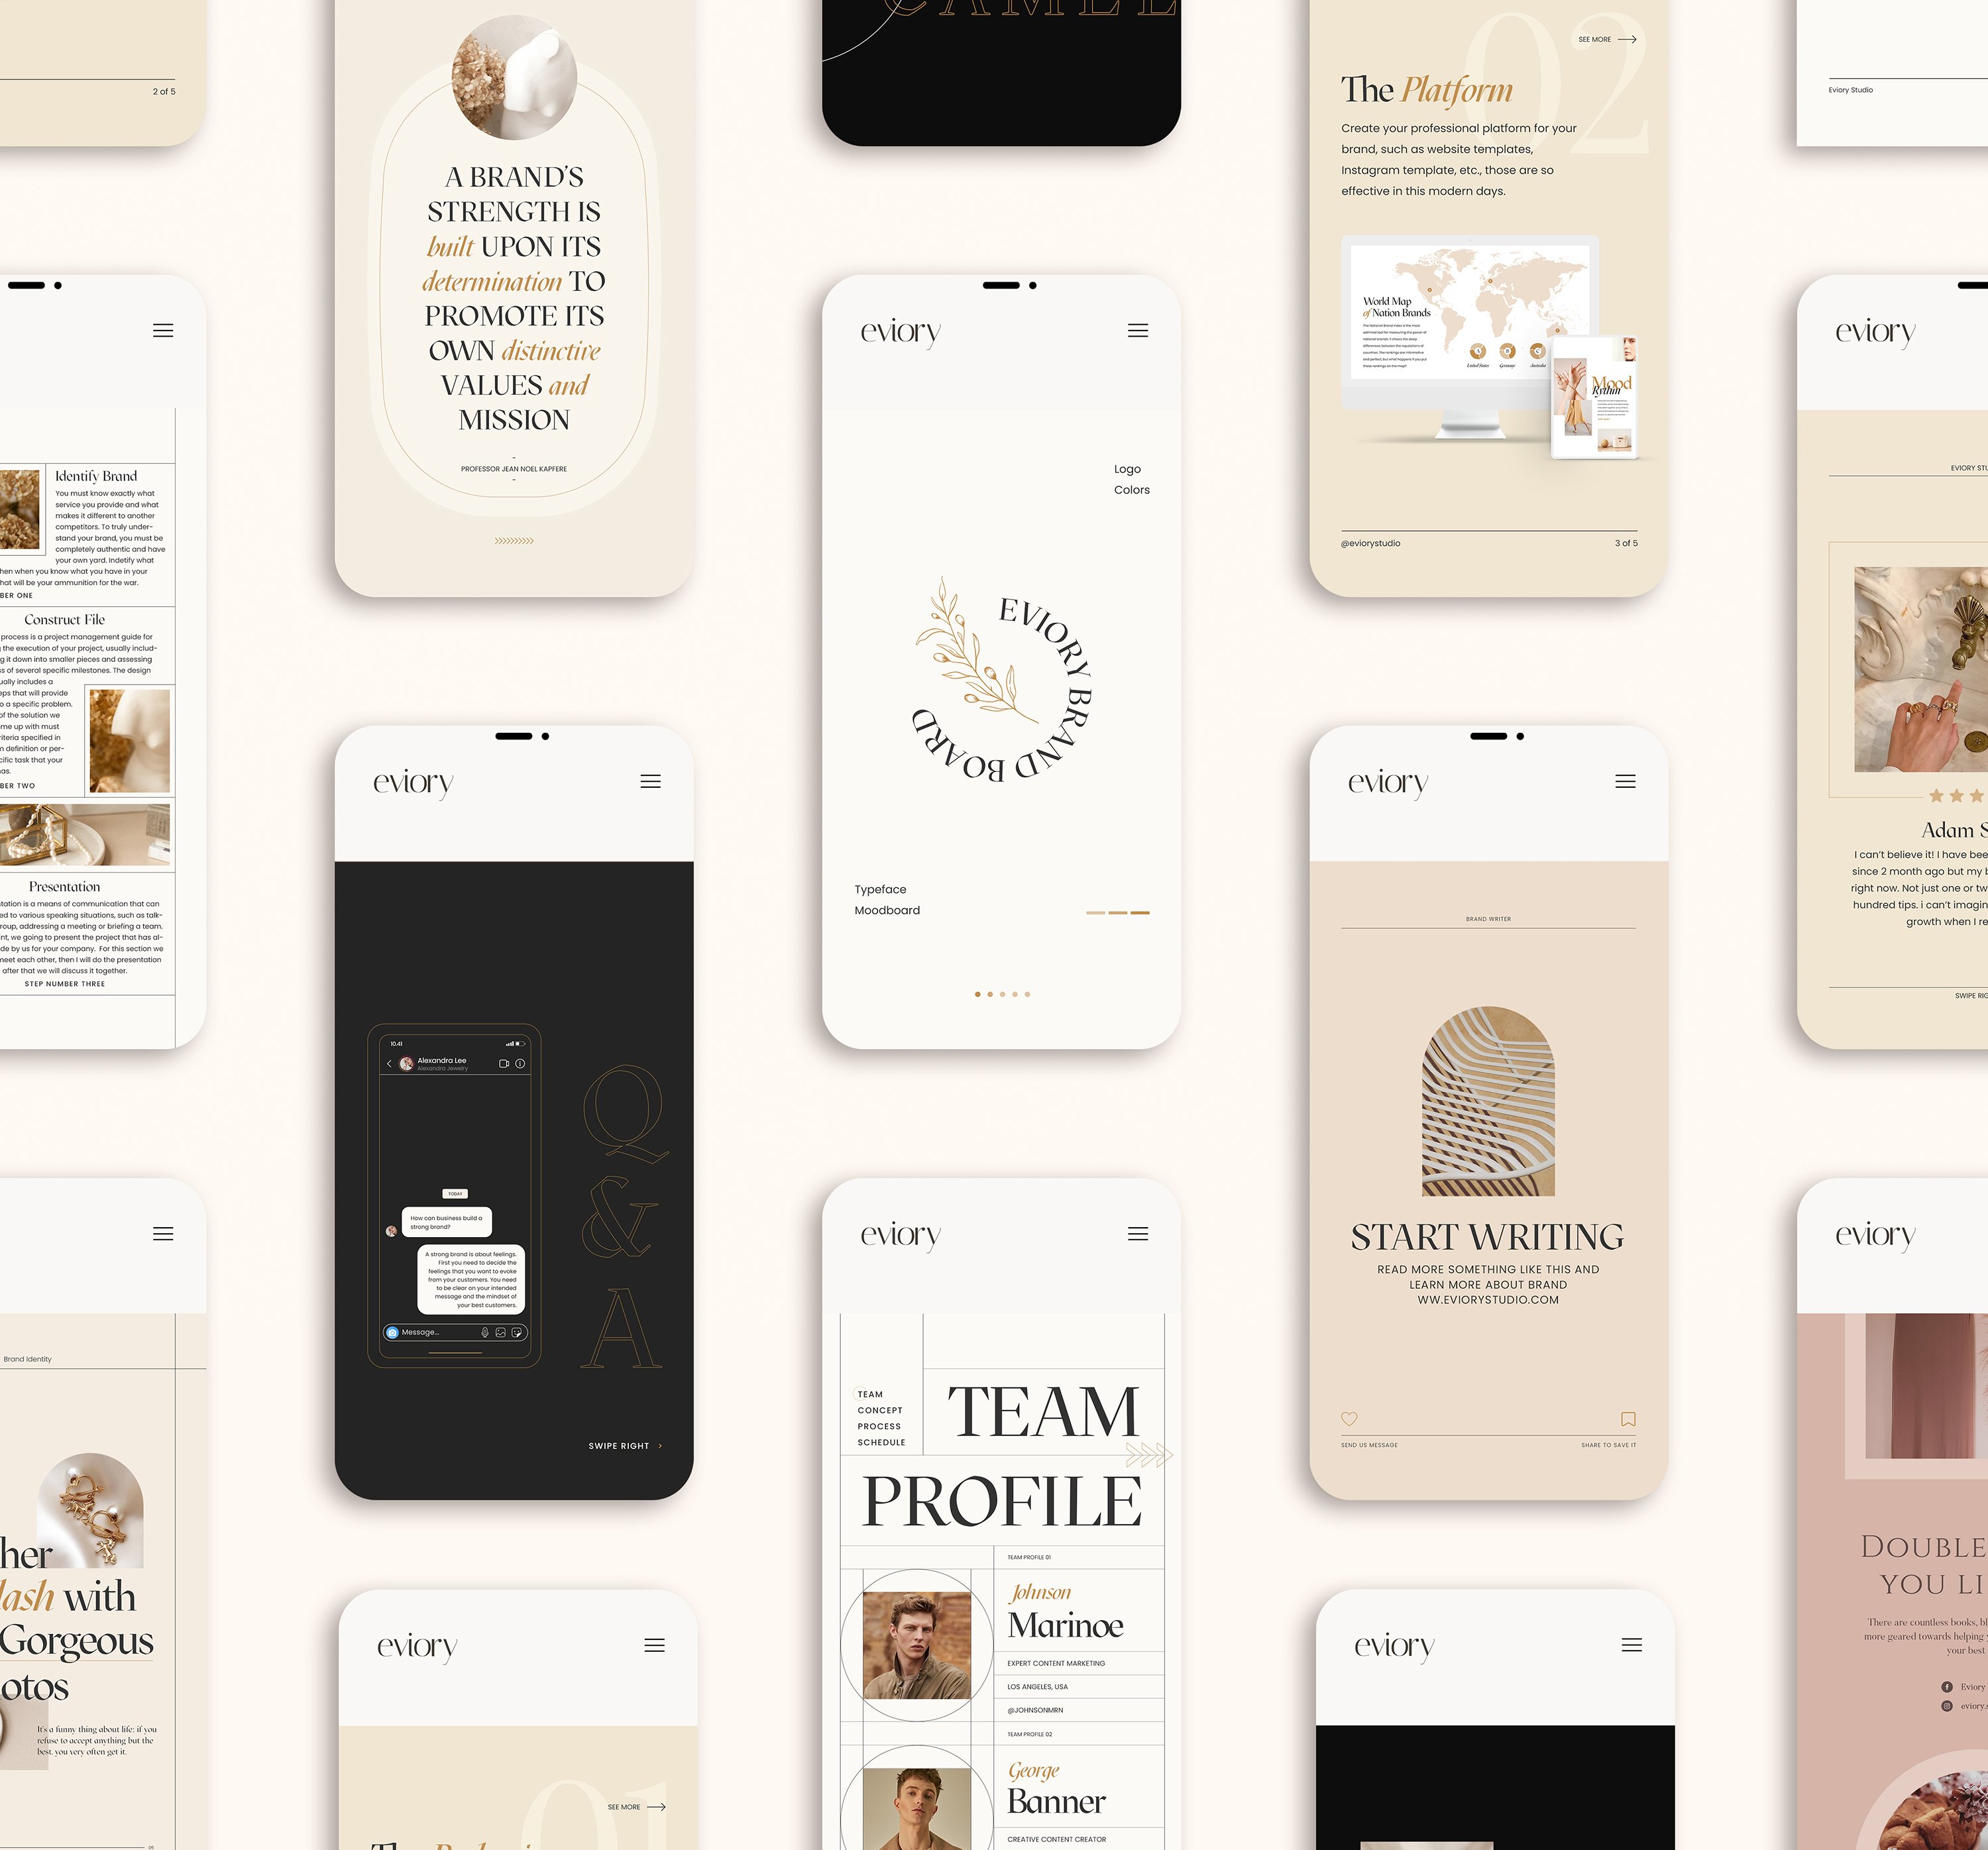 2 of 5
Identify Brand
You must know exactly what
service you provide and what
makes it different to another
competitors. To truly under-
stand your brand, you must be
completely authentic and have
your own yard. Indetify what
hen when you know what you have in your
hat will be your ammunition for the war.
BER ONE
Construct File
process is a project management guide for
the execution of your project, usually includ-
g it down into smaller pieces and assessing
ss of several specific milestones. The design
ually includes a
eps that will provide
o a specific problem.
of the solution we
me up with must
riteria specified in
m definition or per-
cific task that your
has.
BER TWO
Presentation
tation is a means of communication that can
ed to various speaking situations, such as talk-
roup, addressing a meeting or briefing a team.
int, we going to present the project that has al-
de by us for your company. For this section we
meet each other, then I will do the presentation
after that we will discuss it together.
STEP NUMBER THREE
Brand Identity
her
lash with
Gorgeous
otos
It's a funny thing about life: if you
refuse to accept anything but the
best, you very often get it.
A BRAND'S
STRENGTH IS
built UPON ITS
determination TO
PROMOTE ITS
OWN distinctive
VALUES and
MISSION
-
PROFESSOR JEAN NOEL KAPFERE
-
eviory
10.41
Alexandra Lee
Alexandra Jewelry
TODAY
How can business build a
strong brand?
A strong brand is about feelings.
First you need to decide the
feelings that you want to evoke
from your customers. You need
to be clear on your intended
message and the mindset of
your best customers.
Message...
Q
&
A
SWIPE RIGHT
eviory
01
SEE MORE
The
eviory
Logo
Colors
EVIORY BRAND BOARD
Typeface
Moodboard
eviory
TEAM
CONCEPT
PROCESS
SCHEDULE
TEAM
PROFILE
TEAM PROFILE 01
Johnson
Marinoe
EXPERT CONTENT MARKETING
LOS ANGELES, USA
@JOHNSONMRN
TEAM PROFILE 02
George
Banner
CREATIVE CONTENT CREATOR
02
SEE MORE
The Platform
Create your professional platform for your
brand, such as website templates,
Instagram template, etc., those are so
effective in this modern days.
World Map
of Nation Brands
United States
Germany
Australia
Mood
Rythm
@eviorystudio
3 of 5
eviory
BRAND WRITER
START WRITING
READ MORE SOMETHING LIKE THIS AND
LEARN MORE ABOUT BRAND
WW.EVIORYSTUDIO.COM
SEND US MESSAGE
SHARE TO SAVE IT
eviory
Eviory Studio
eviory
EVIORY STU
Adam S
I can't believe it! I have bee
since 2 month ago but my b
right now. Not just one or tw
hundred tips. i can't imagin
growth when I re
SWIPE RIG
eviory
DOUBLE
YOU LI
There are countless books, bl
more geared towards helping y
your best
Eviory
eviory.s